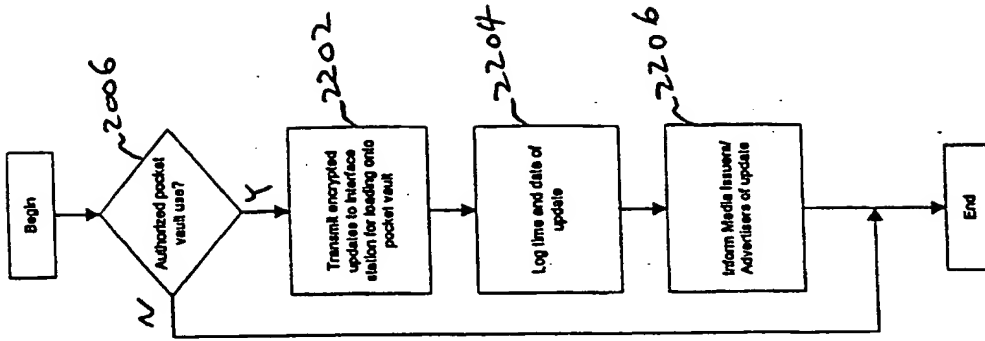 Begin
2006
Authorized pocket
vault use?
Y
N
2202
Transmit encrypted
updates to interface
station for loading onto
pocket vault
2204
Log time and date of
update
2206
Inform Media Issuers/
Advertisers of update
End